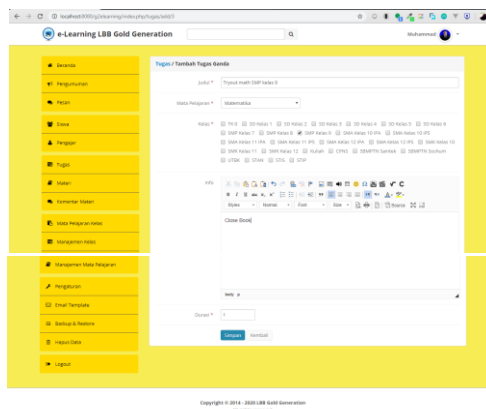 localhost:8080/g2elearning/index.php/tugas/add/3
e-Learning LBB Gold Generation
Muhammad
Beranda
Pengumuman
Pesan
Siswa
Pengajar
Tugas
Materi
Komentar Materi
Mata Pelajaran Kelas
Manajemen Kelas
Manajemen Mata Pelajaran
Pengaturan
Email Template
Backup & Restore
Hapus Data
Logout
Tugas / Tambah Tugas Ganda
Judul * Tryout math SMP kelas 9
Mata Pelajaran * Matematika
Kelas * TK B SD Kelas 1 SD Kelas 2 SD Kelas 3 SD Kelas 4 SD Kelas 5 SD Kelas 6
SMP Kelas 7 SMP Kelas 8 SMP Kelas 9 SMA Kelas 10 IPA SMA Kelas 10 IPS
SMA Kelas 11 IPA SMA Kelas 11 IPS SMA Kelas 12 IPA SMA Kelas 12 IPS SMK Kelas 10
SMK Kelas 11 SMK Kelas 12 Kuliah CPNS SBMPTN Saintek SBMPTN Soshum
UTBK STAN STIS STIP
Info
Styles Normal Font Size Source
Close Book
body p
Durasi * 1
Simpan Kembali
Copyright © 2014 - 2020 LBB Gold Generation